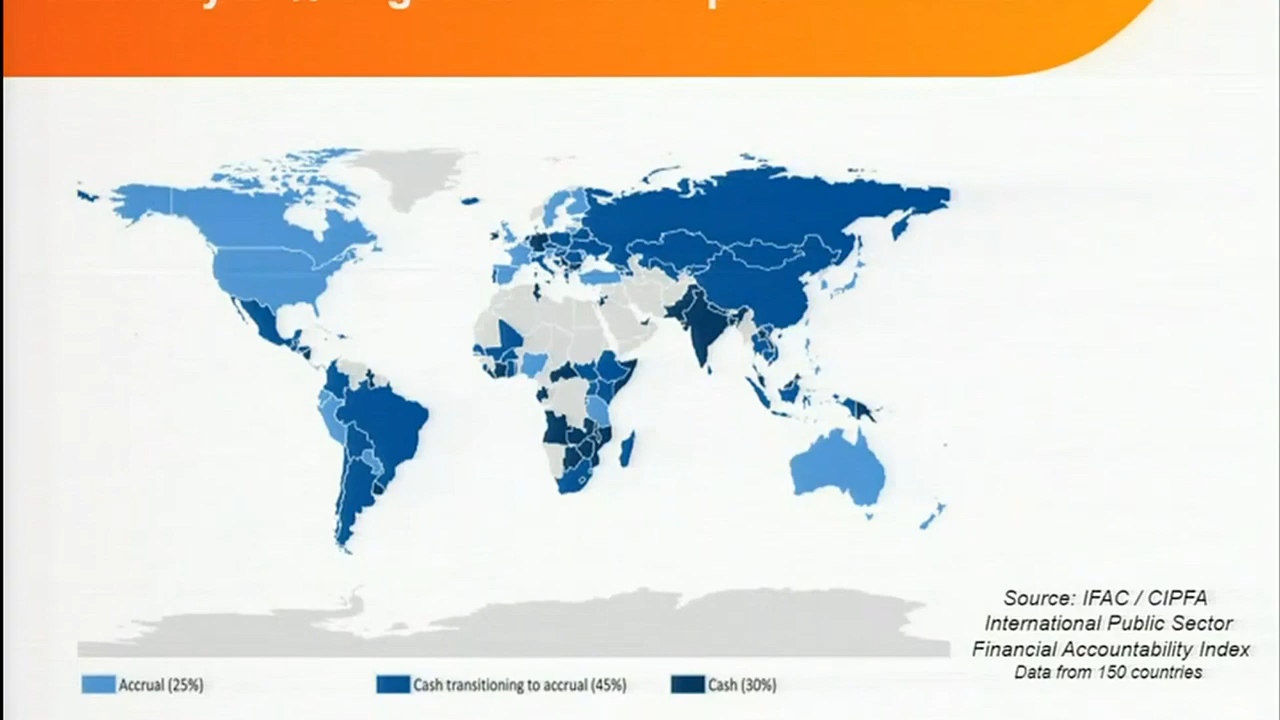 Source: IFAC / CIPFA
International Public Sector
Financial Accountability Index
Data from 150 countries
Accrual (25%)
Cash transitioning to accrual (45%)
Cash (30%)